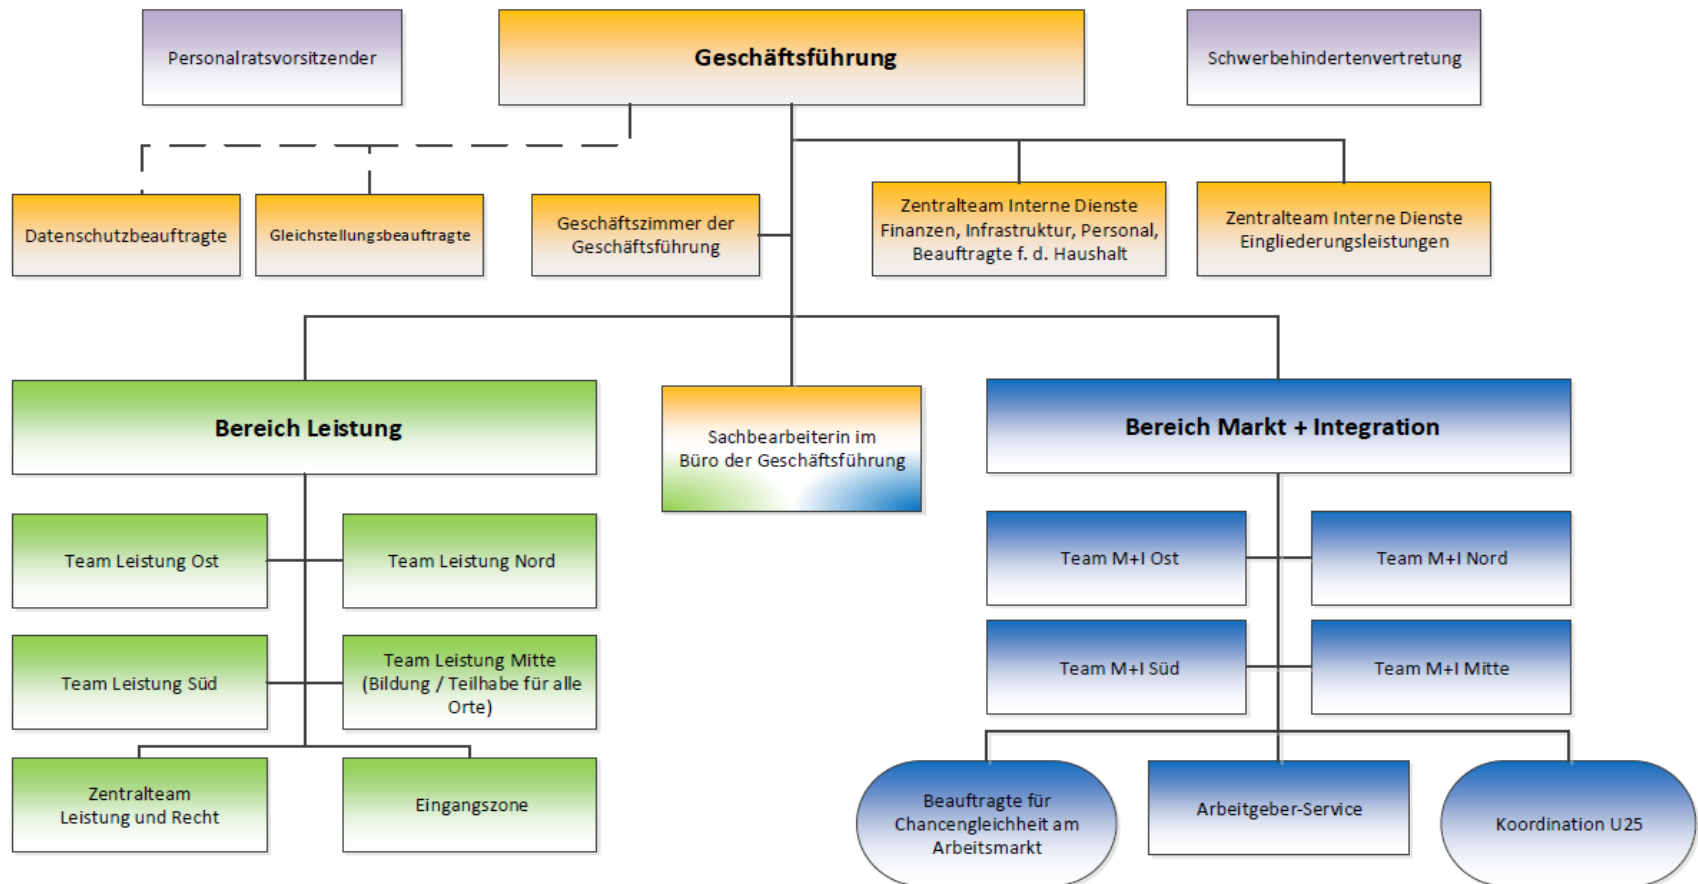 Personalratsvorsitzender
Geschäftsführung
Schwerbehindertenvertretung
Datenschutzbeauftragte
Gleichstellungsbeauftragte
Geschäftszimmer der
Geschäftsführung
Zentralteam Interne Dienste
Finanzen, Infrastruktur, Personal,
Beauftragte f. d. Haushalt
Zentralteam Interne Dienste
Eingliederungsleistungen
Bereich Leistung
Sachbearbeiterin im
Büro der Geschäftsführung
Bereich Markt + Integration
Team Leistung Ost
Team Leistung Nord
Team Leistung Süd
Team Leistung Mitte
(Bildung / Teilhabe für alle
Orte)
Zentralteam
Leistung und Recht
Eingangszone
Team M+I Ost
Team M+I Nord
Team M+I Süd
Team M+I Mitte
Beauftragte für
Chancengleichheit am
Arbeitsmarkt
Arbeitgeber-Service
Koordination U25